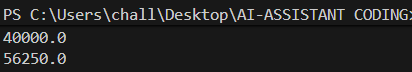 PS C:\Users\chall\Desktop\AI-ASSISTANT CODING>
40000.0
56250.0